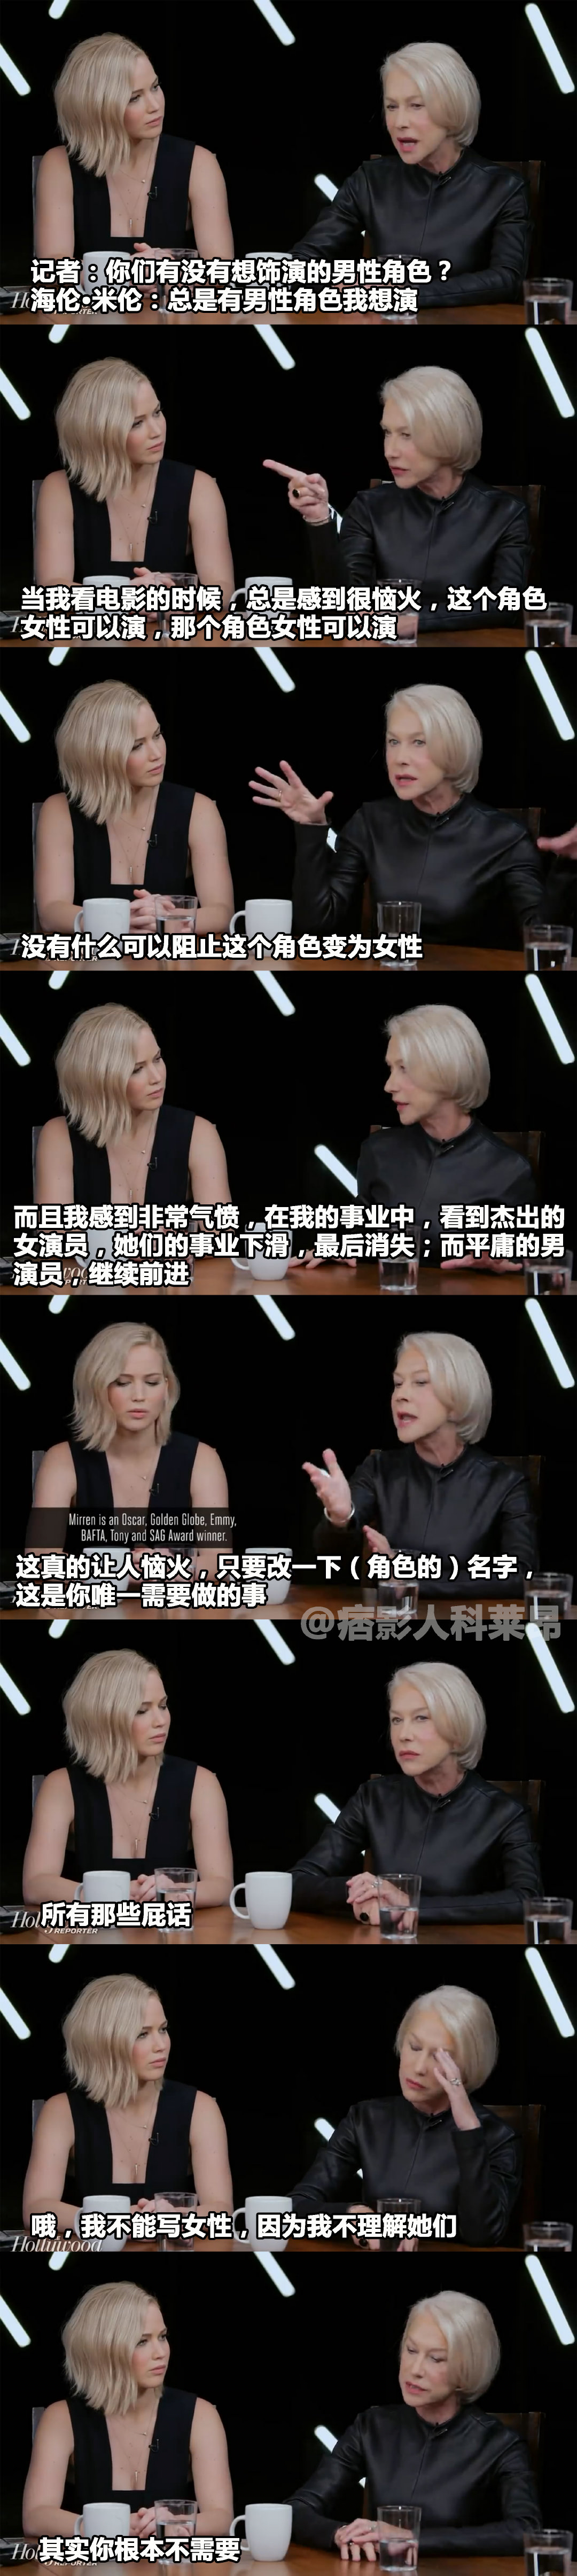 记者：你们有没有想饰演的男性角色？
海伦·米伦：总是有男性角色我想演
当我看电影的时候，总是感到很恼火，这个角色
女性可以演，那个角色女性可以演
没有什么可以阻止这个角色变为女性
而且我感到非常气愤，在我的事业中，看到杰出的
女演员，她们的事业下滑，最后消失；而平庸的男
演员，继续前进
Mirren is an Oscar, Golden Globe, Emmy,
BAFTA, Tony and SAG Award winner.
这真的让人恼火，只要改一下（角色的）名字，
这是你唯一需要做的事
@痞影人科莱昂
所有那些屁话
REPORTER
哦，我不能写女性，因为我不理解她们
Hollywood
其实你根本不需要
REPORTER